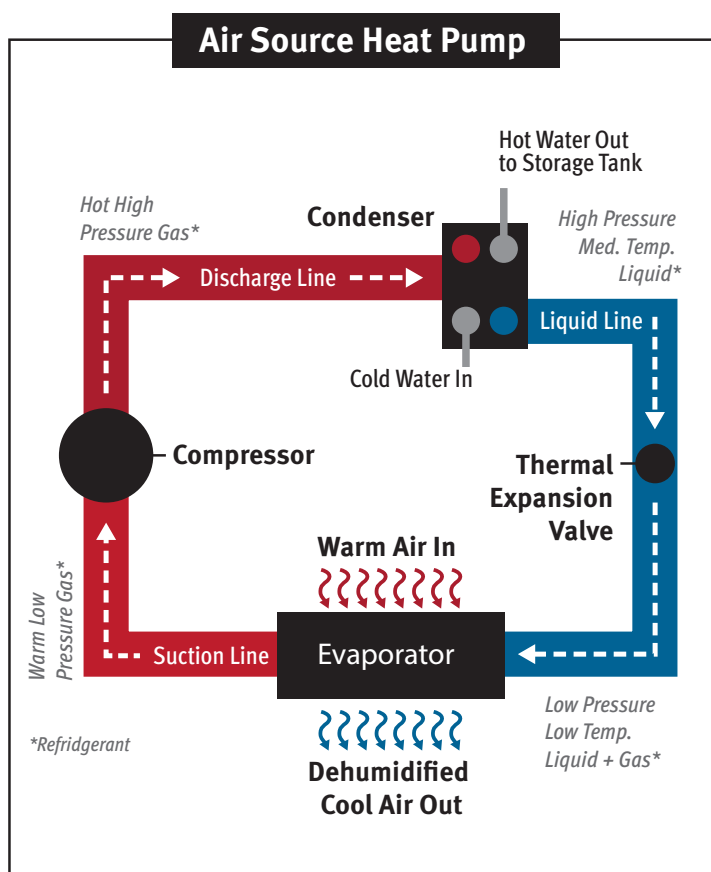 Air Source Heat Pump
Hot Water Out
to Storage Tank
Hot High
Pressure Gas*
Condenser
High Pressure
Med. Temp.
Liquid*
Discharge Line
Liquid Line
Cold Water In
Compressor
Thermal
Expansion
Valve
Warm Air In
Warm Low
Pressure Gas*
Suction Line
Evaporator
Low Pressure
Low Temp.
Liquid + Gas*
*Refridgerant
Dehumidified
Cool Air Out